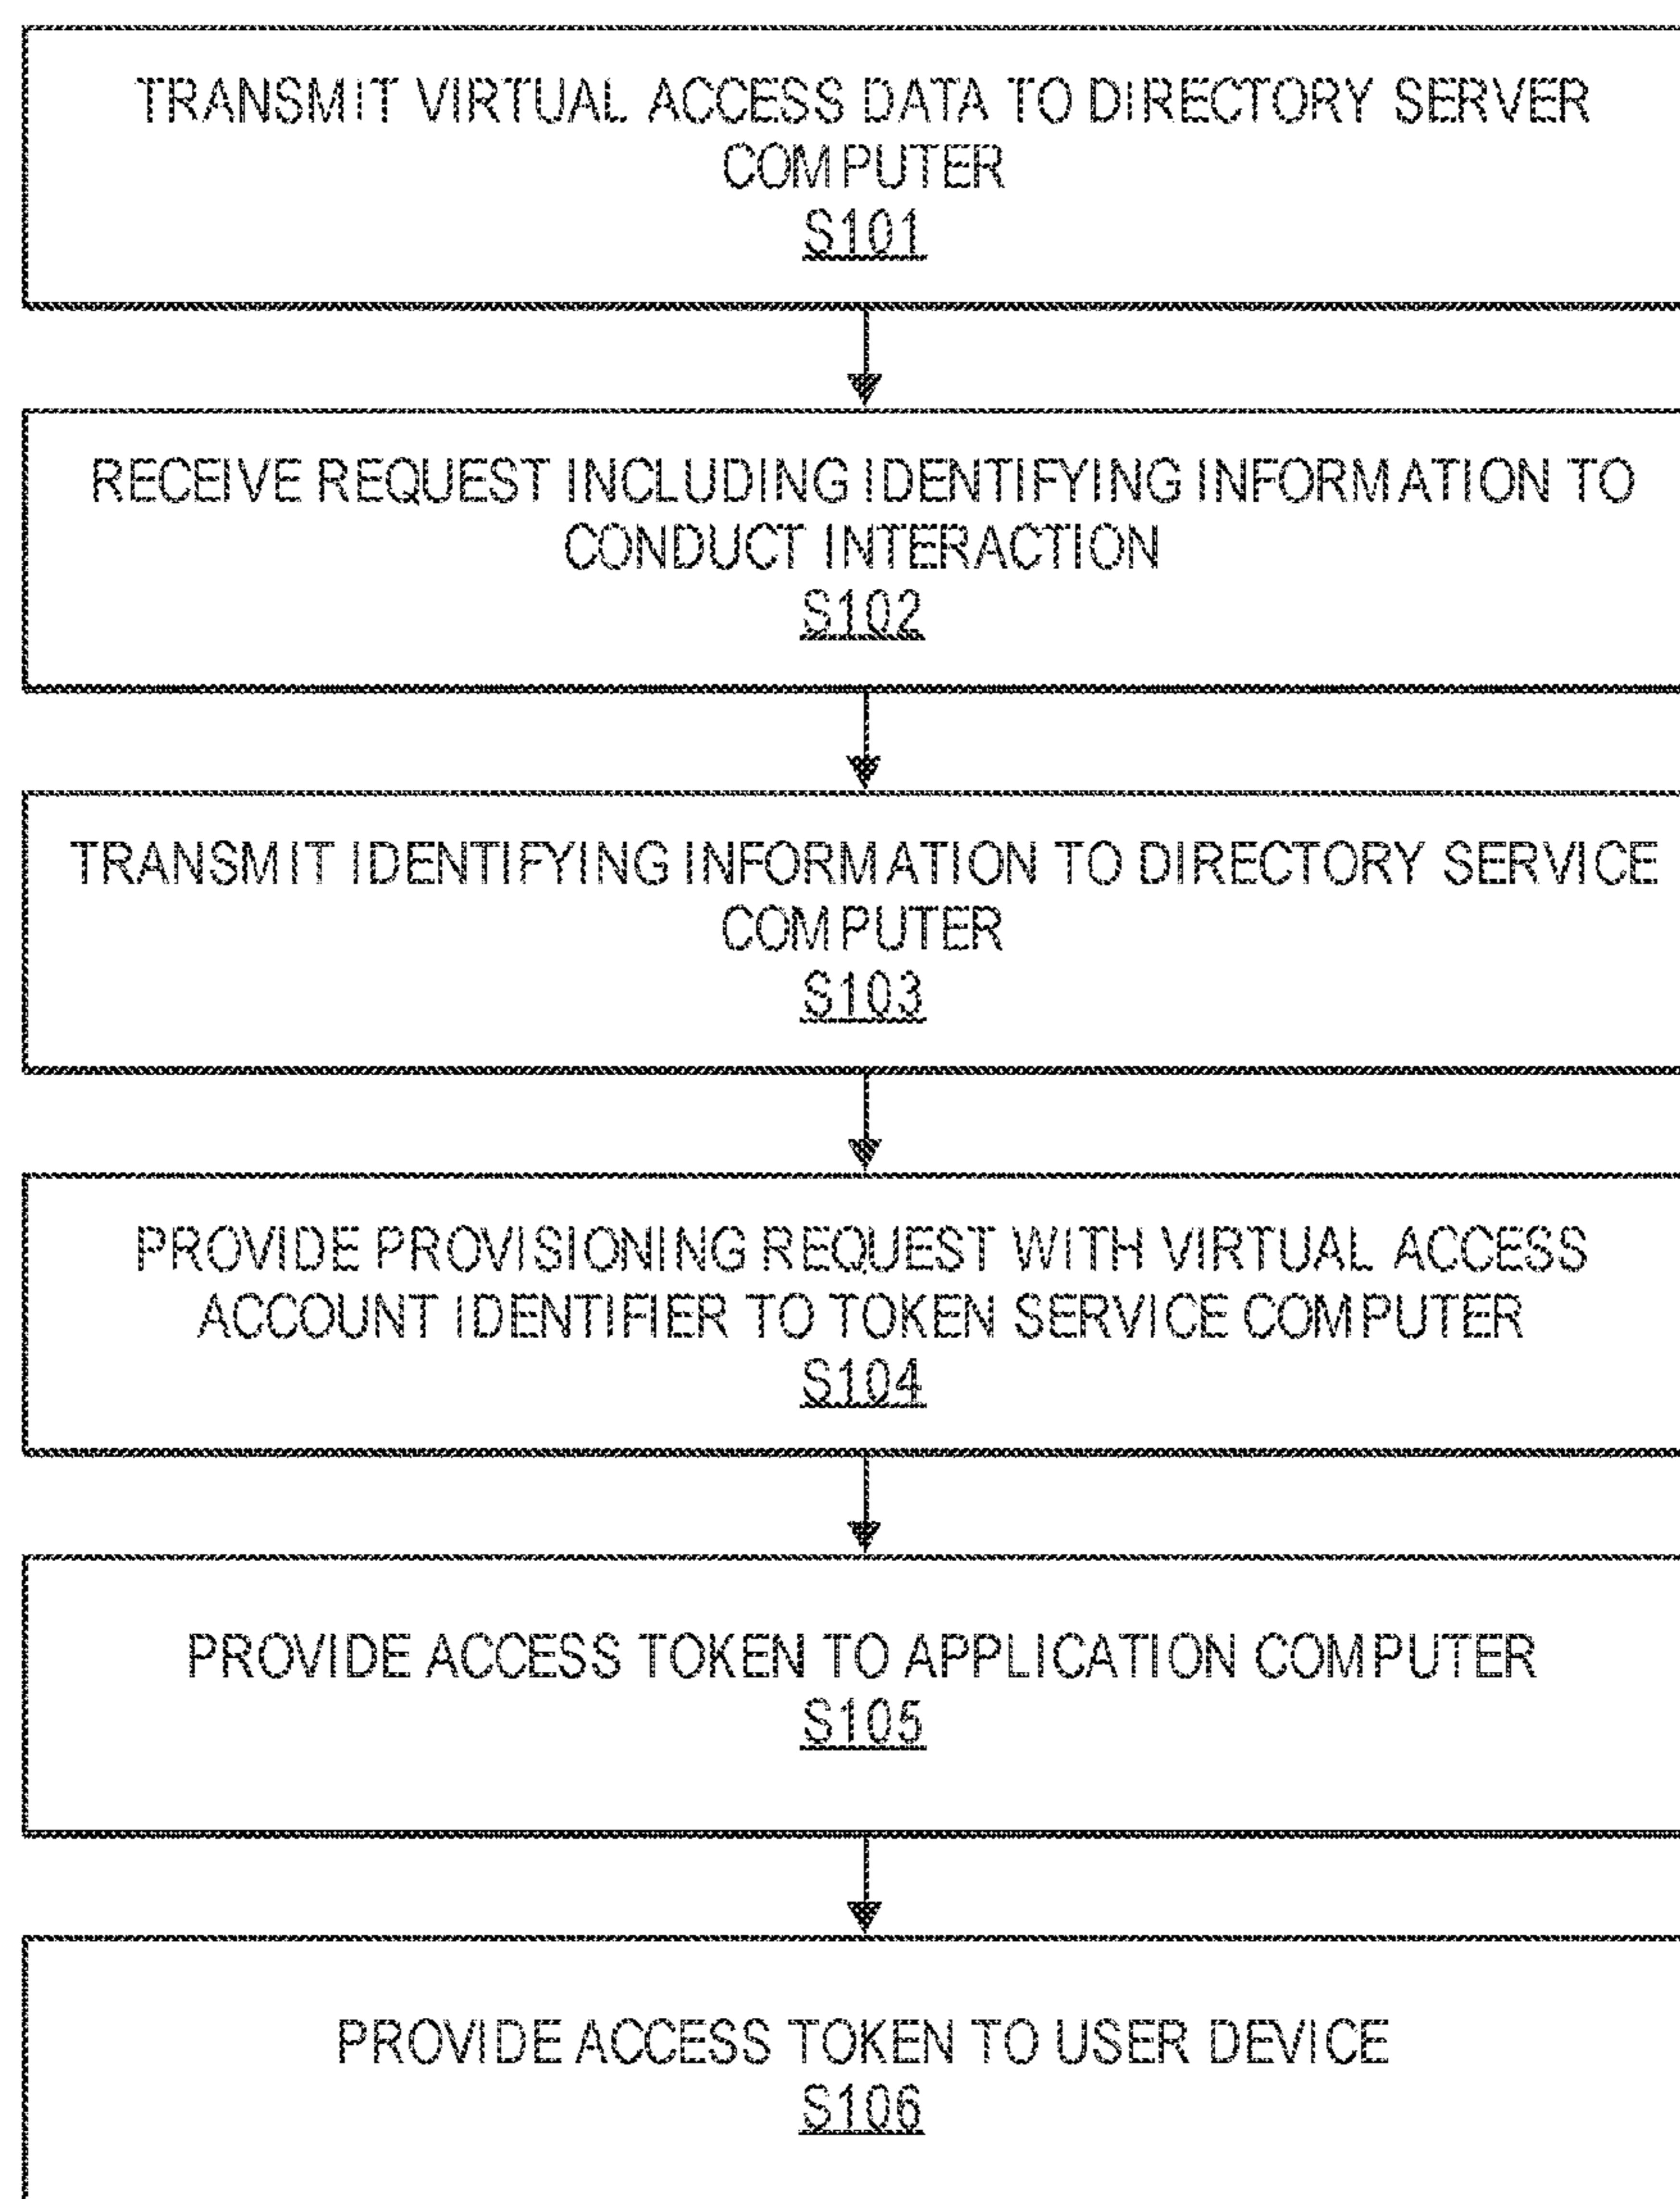 TRANSMIT VIRTUAL ACCESS DATA TO DIRECTORY SERVER
COMPUTER
S101
RECEIVE REQUEST INCLUDING IDENTIFYING INFORMATION TO
CONDUCT INTERACTION
S102
TRANSMIT IDENTIFYING INFORMATION TO DIRECTORY SERVICE
COMPUTER
S103
PROVIDE PROVISIONING REQUEST WITH VIRTUAL ACCESS
ACCOUNT IDENTIFIER TO TOKEN SERVICE COMPUTER
S104
PROVIDE ACCESS TOKEN TO APPLICATION COMPUTER
S105
PROVIDE ACCESS TOKEN TO USER DEVICE
S106